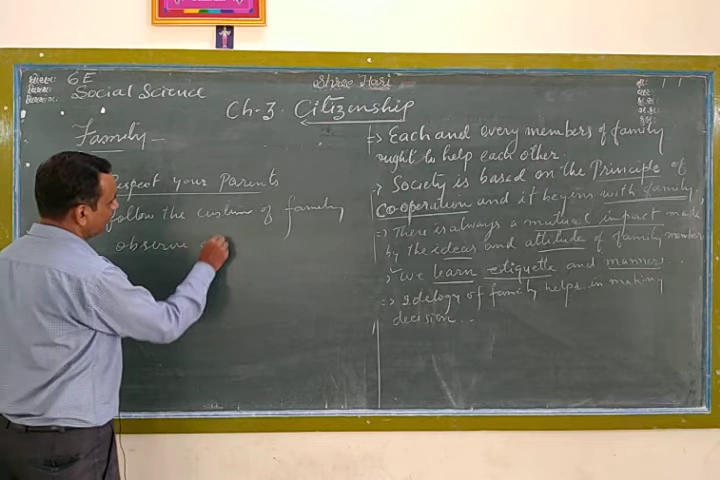 6E
Social Science
Shree Hari
Ch-3. Citizenship
Family -
Respect your Parents
follow the custum of famely
observe
=> Each and every members of family
ought to help each other.
=> Society is based on the Principle of
Co-operation and it begins with family,
=> There is always a mutual impact made
by the ideas and attitude of family members
=> We learn etiquette and manners.
=> Idelogy of family helps in making
decision..